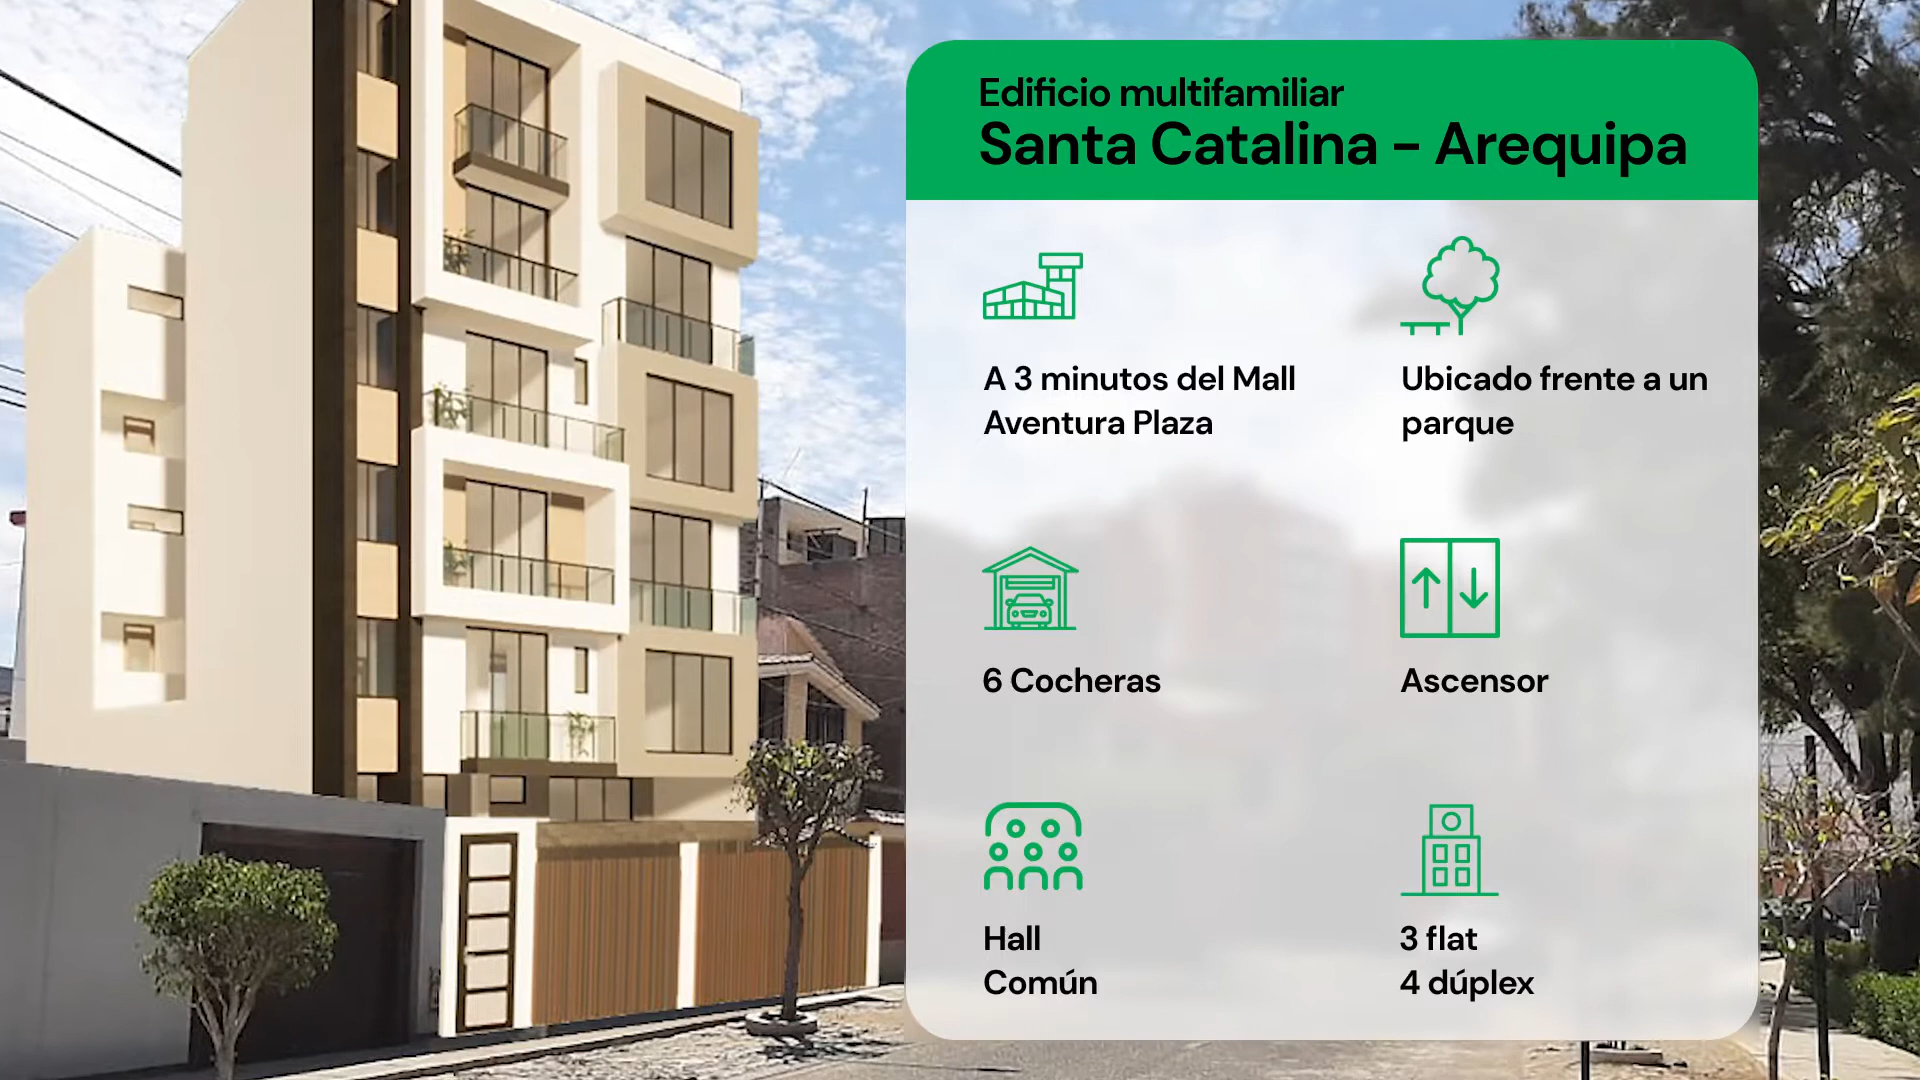 Edificio multifamiliar
Santa Catalina – Arequipa
A 3 minutos del Mall
Aventura Plaza
Ubicado frente a un
parque
6 Cocheras
Ascensor
Hall
Común
3 flat
4 dúplex